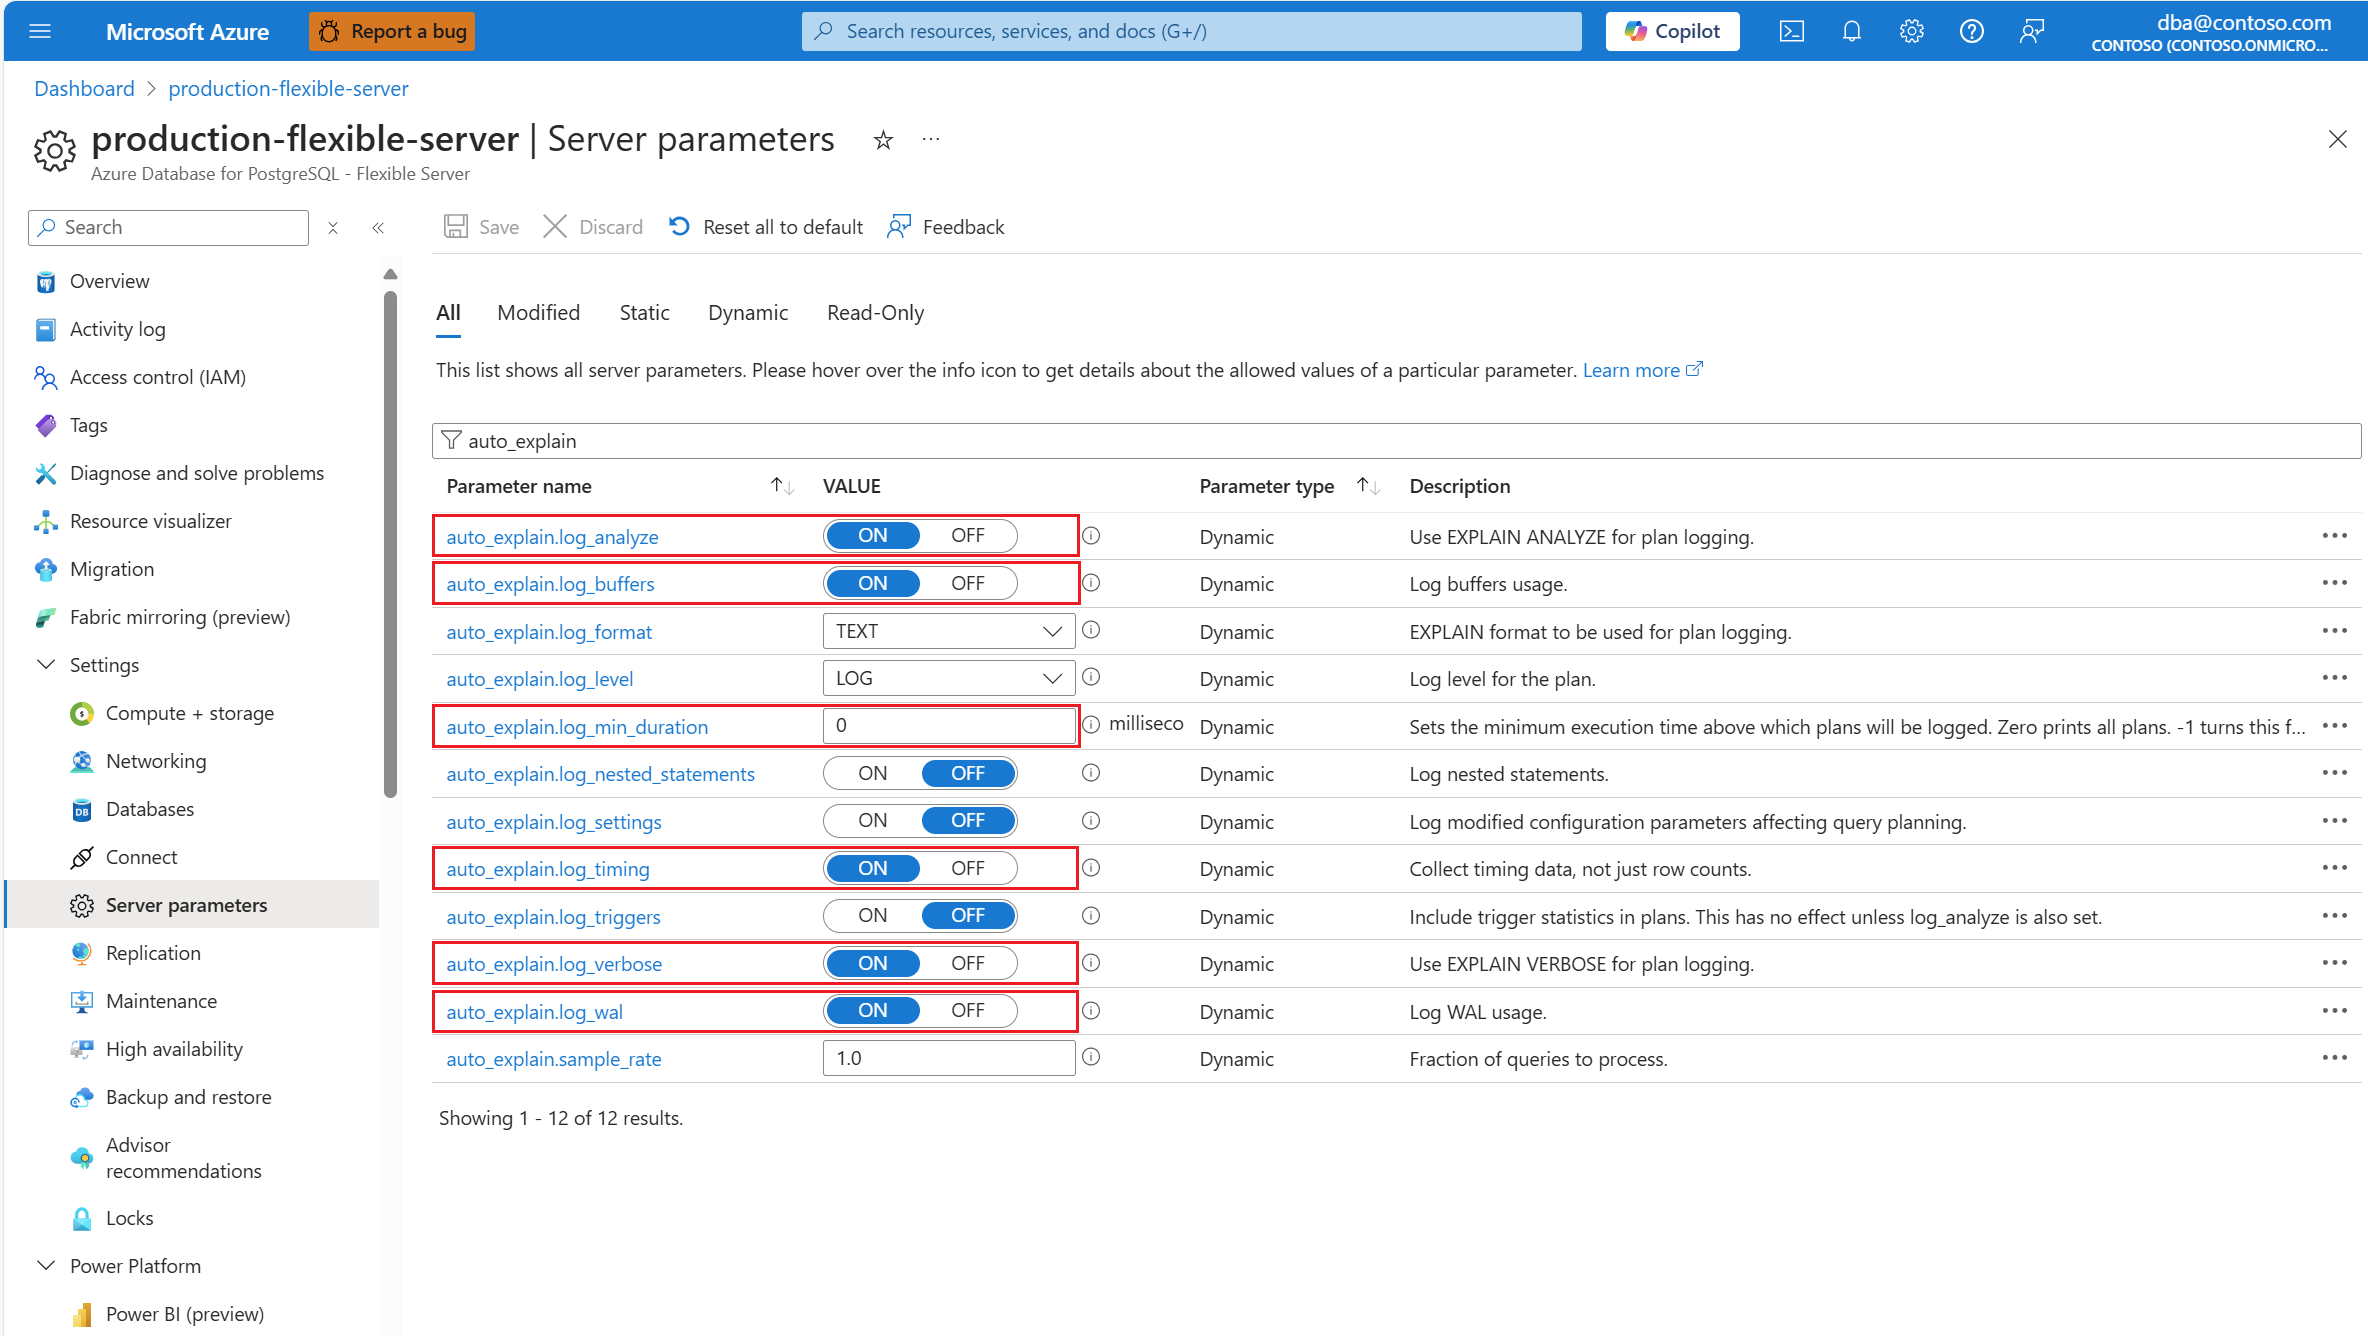 Microsoft Azure
Report a bug
Search resources, services, and docs (G+/)
Copilot
dba@contoso.com
CONTOSO (CONTOSO.ONMICRO...
Dashboard > production-flexible-server
production-flexible-server | Server parameters
Azure Database for PostgreSQL - Flexible Server
Search
Save
Discard
Reset all to default
Feedback
Overview
Activity log
Access control (IAM)
Tags
Diagnose and solve problems
Resource visualizer
Migration
Fabric mirroring (preview)
Settings
Compute + storage
Networking
Databases
Connect
Server parameters
Replication
Maintenance
High availability
Backup and restore
Advisor
recommendations
Locks
Power Platform
Power BI (preview)
All Modified Static Dynamic Read-Only
This list shows all server parameters. Please hover over the info icon to get details about the allowed values of a particular parameter. Learn more
auto_explain
Parameter name VALUE Parameter type Description
auto_explain.log_analyze ON OFF Dynamic Use EXPLAIN ANALYZE for plan logging.
auto_explain.log_buffers ON OFF Dynamic Log buffers usage.
auto_explain.log_format TEXT Dynamic EXPLAIN format to be used for plan logging.
auto_explain.log_level LOG Dynamic Log level for the plan.
auto_explain.log_min_duration 0 milliseco Dynamic Sets the minimum execution time above which plans will be logged. Zero prints all plans. -1 turns this f...
auto_explain.log_nested_statements ON OFF Dynamic Log nested statements.
auto_explain.log_settings ON OFF Dynamic Log modified configuration parameters affecting query planning.
auto_explain.log_timing ON OFF Dynamic Collect timing data, not just row counts.
auto_explain.log_triggers ON OFF Dynamic Include trigger statistics in plans. This has no effect unless log_analyze is also set.
auto_explain.log_verbose ON OFF Dynamic Use EXPLAIN VERBOSE for plan logging.
auto_explain.log_wal ON OFF Dynamic Log WAL usage.
auto_explain.sample_rate 1.0 Dynamic Fraction of queries to process.
Showing 1 - 12 of 12 results.